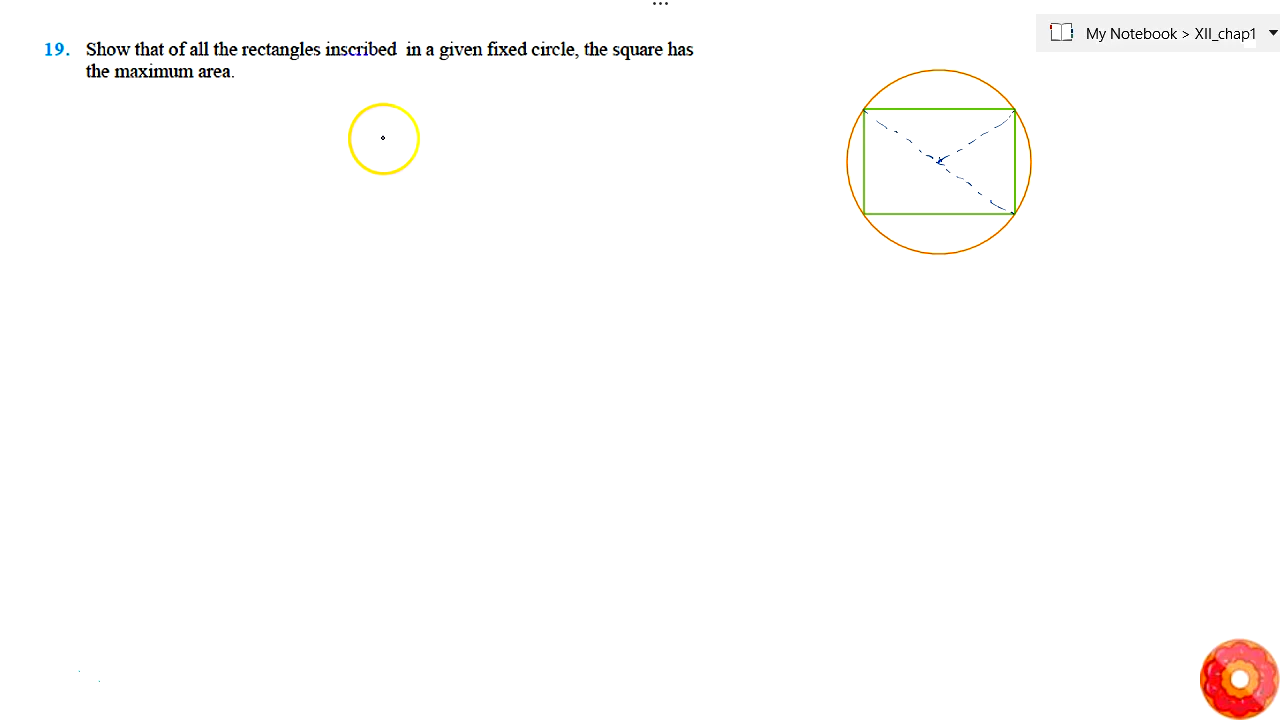 My Notebook > XII_chap1
19. Show that of all the rectangles inscribed in a given fixed circle, the square has
the maximum area.